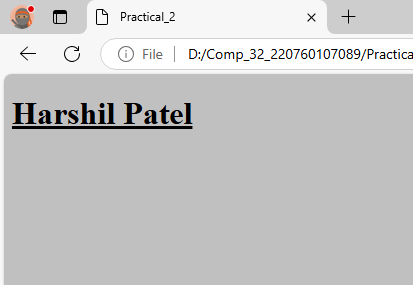 Practical_2
File D:/Comp_32_220760107089/Practica
Harshil Patel